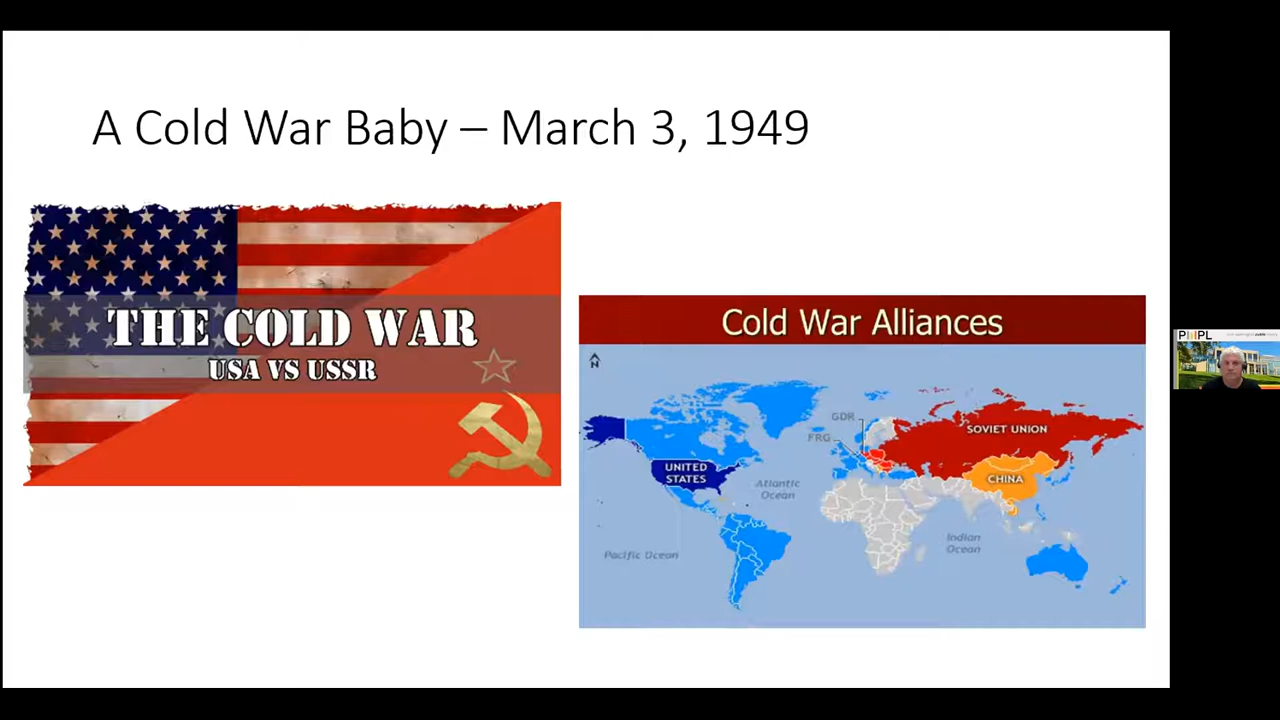 A Cold War Baby – March 3, 1949
THE COLD WAR
USA VS USSR
Cold War Alliances
N
GDR
FRG
SOVIET UNION
UNITED
STATES
CHINA
Atlantic
Ocean
Pacific Ocean
Indian
Ocean